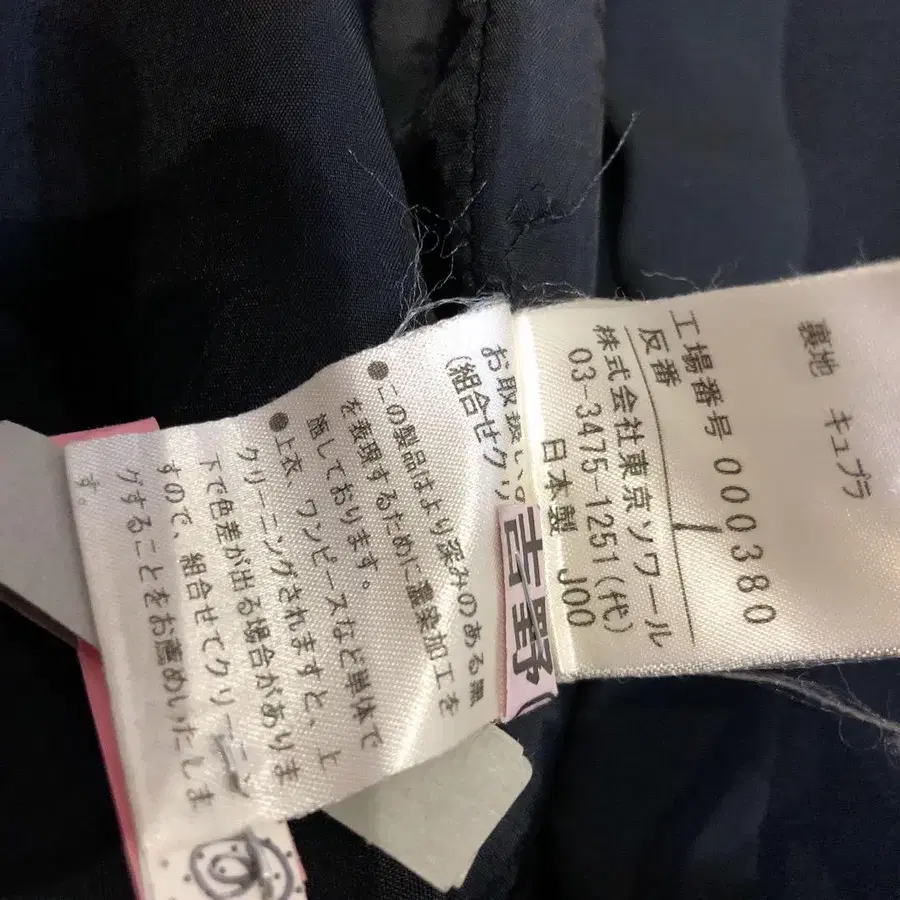 裏地 キュプラ
工場番号 000380
反番
株式会社東京ソワール
03-3475-1251(代)
日本製 J00
お取扱いの
(組合せク
●この製品はより深みのある黒
を表現するために濃染加工を
施しております。
●上衣、ワンピースなど単体で
クリーニングされますと、上
下で色差が出る場合がありま
すので、組合せてクリーニン
グすることをお薦めいたしま
す。
吉野